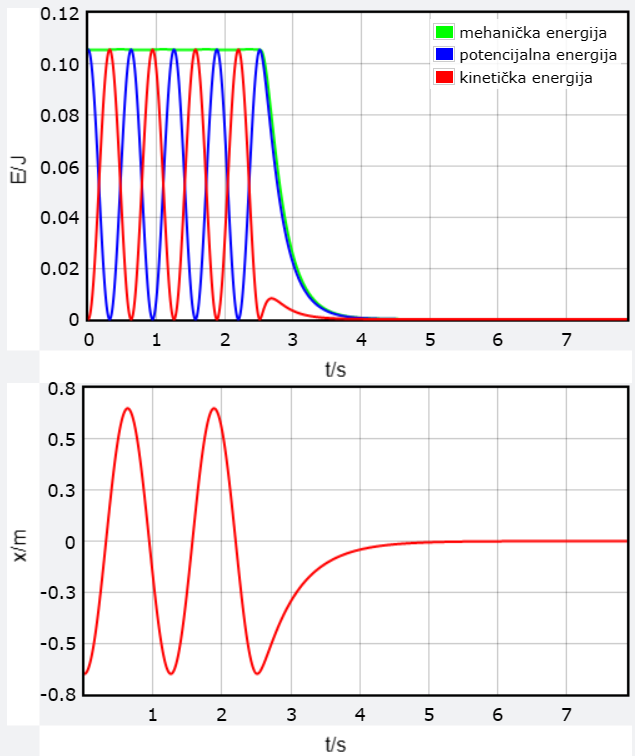 0.12
mehanička energija
potencijalna energija
kinetička energija
0.10
0.08
0.06
0.04
0.02
0
E/J
0 1 2 3 4 5 6 7
t/s
0.8
0.5
0.3
0
-0.3
-0.5
-0.8
x/m
1 2 3 4 5 6 7
t/s